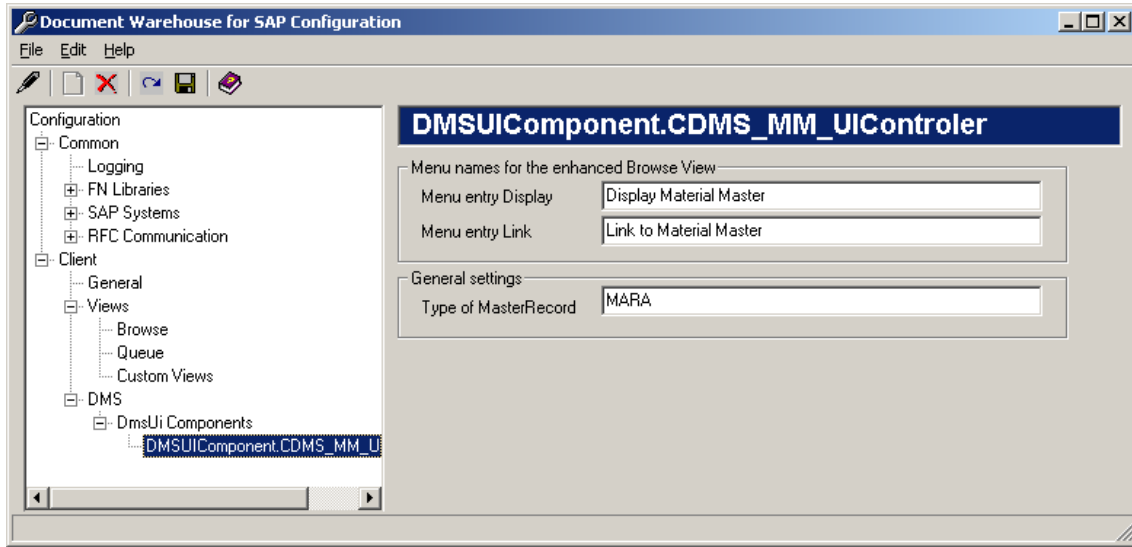 Document Warehouse for SAP Configuration
File Edit Help
Configuration
Common
Logging
FN Libraries
SAP Systems
RFC Communication
Client
General
Views
Browse
Queue
Custom Views
DMS
DmsUi Components
DMSUIComponent.CDMS_MM_U
DMSUIComponent.CDMS_MM_UIControler
Menu names for the enhanced Browse View
Menu entry Display Display Material Master
Menu entry Link Link to Material Master
General settings
Type of MasterRecord MARA